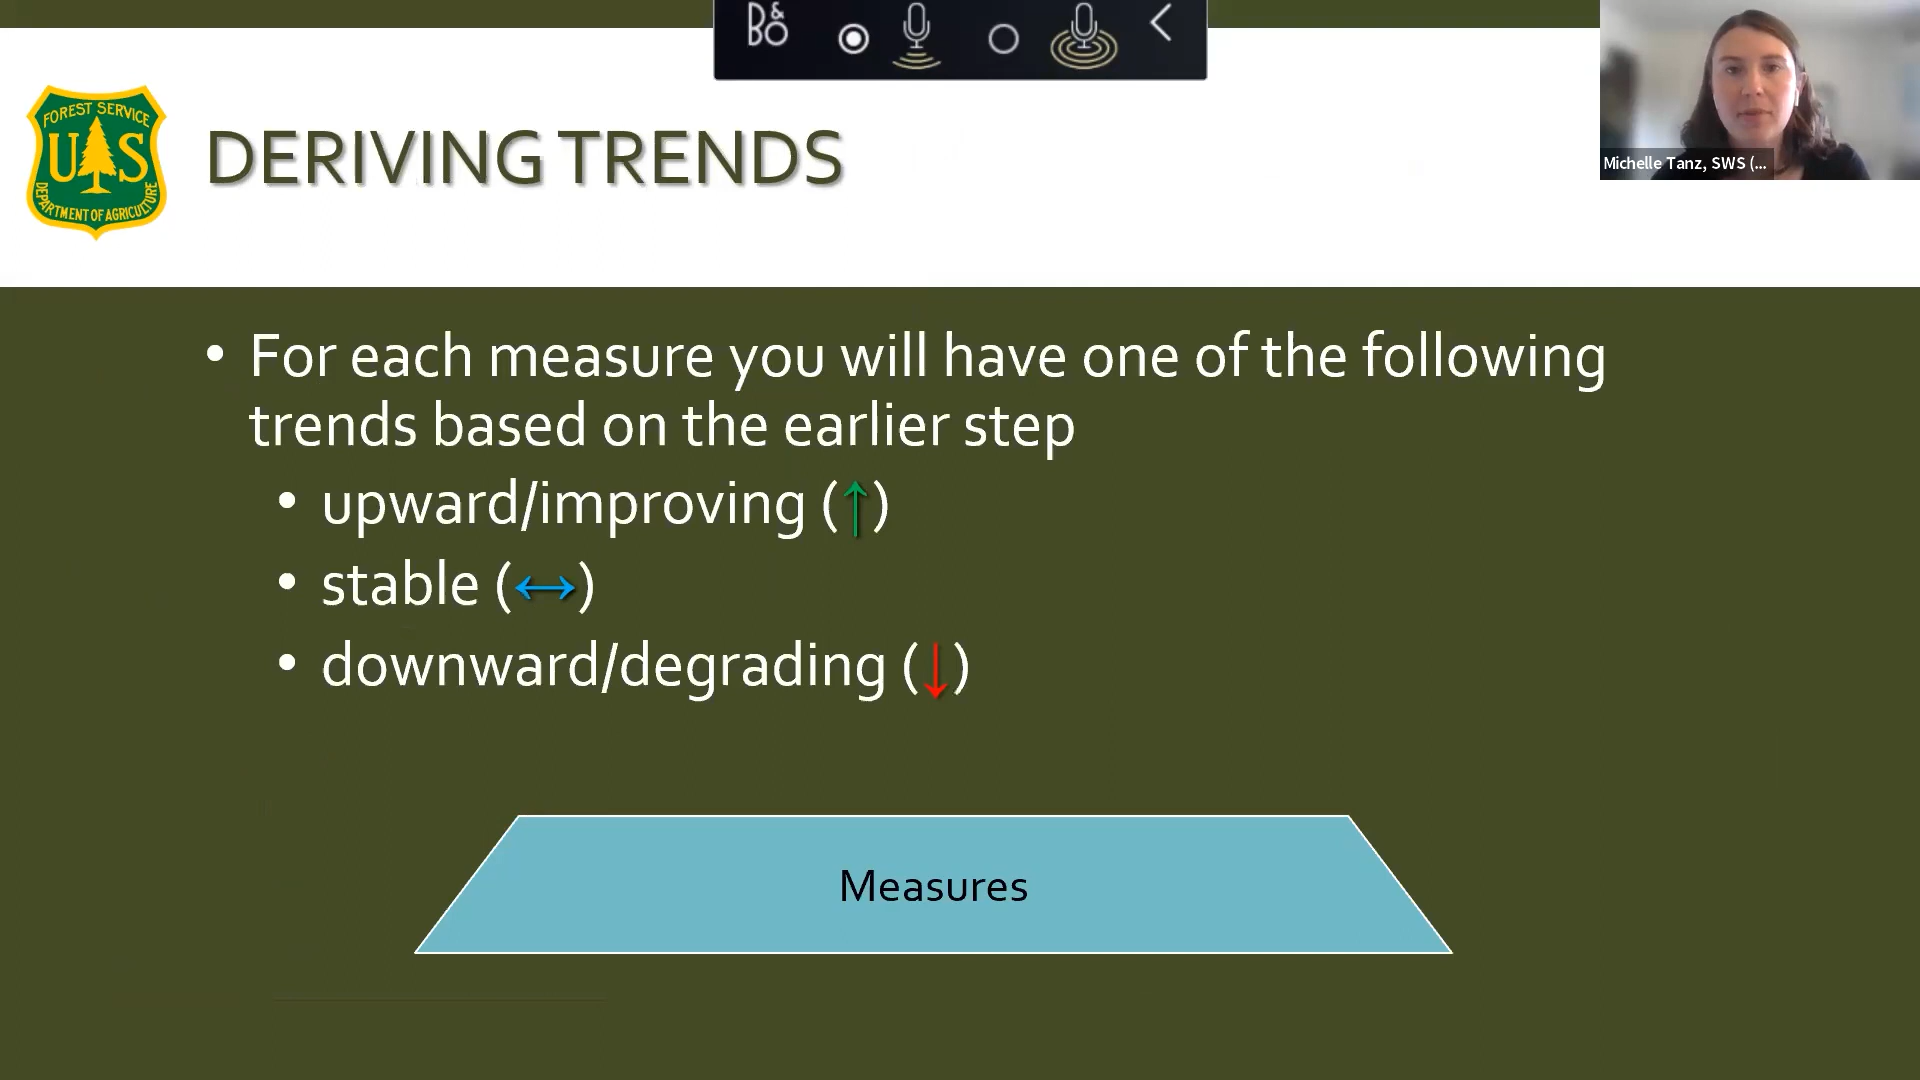 B&O
Michelle Tanz, SWS (...
FOREST SERVICE
US
DEPARTMENT OF AGRICULTURE
DERIVING TRENDS
• For each measure you will have one of the following
trends based on the earlier step
• upward/improving (↑)
• stable (↔)
• downward/degrading (↓)
Measures